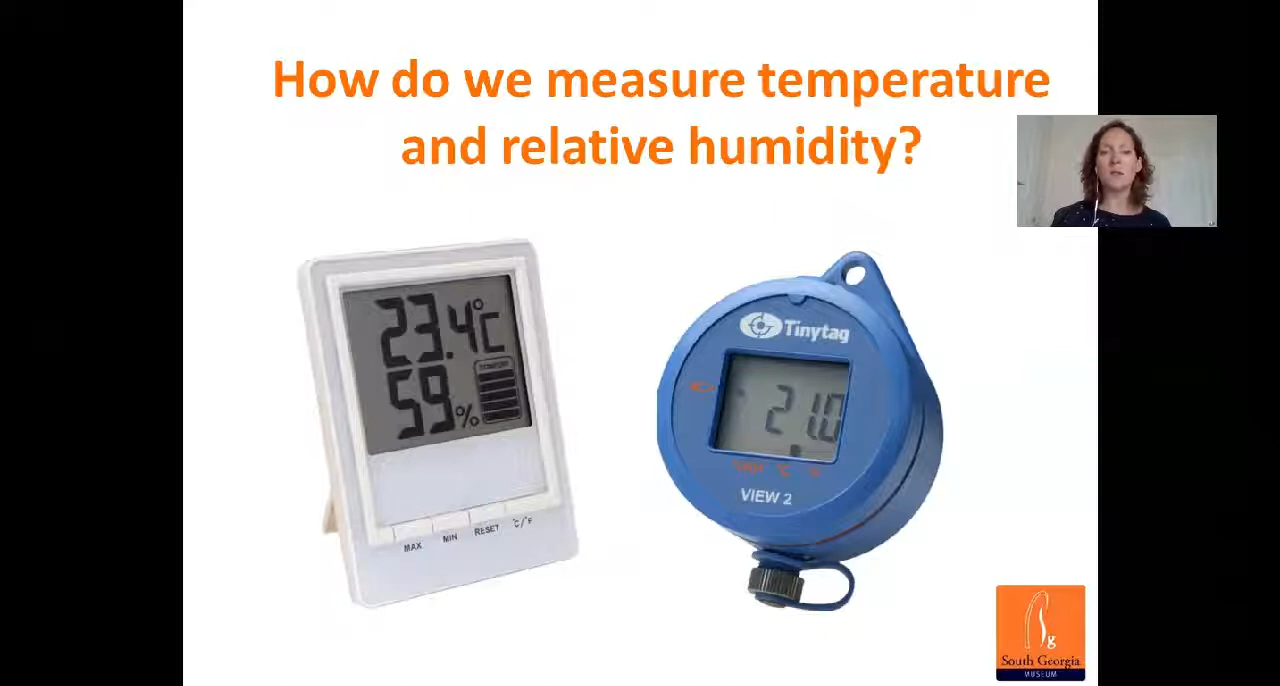 How do we measure temperature
and relative humidity?
23.4°C
59%
MAX MIN RESET °C/°F
Tinytag
21.0
°C
VIEW 2
South Georgia
MUSEUM